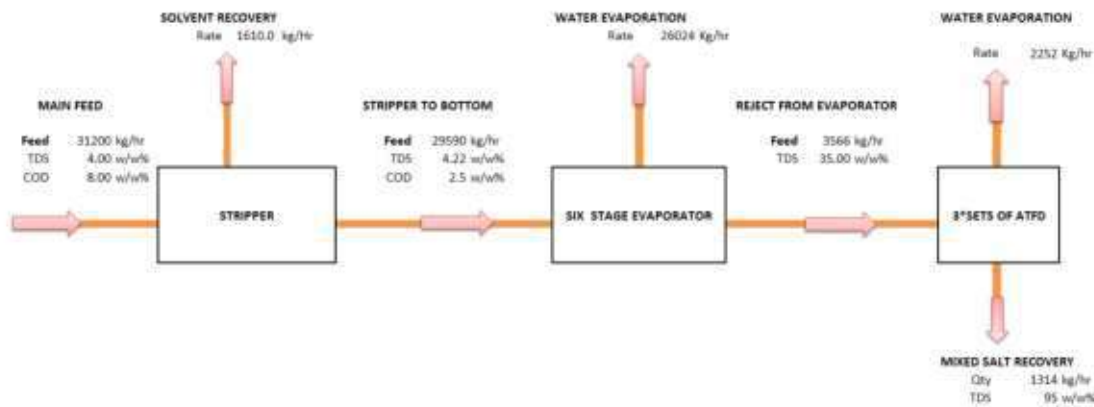 SOLVENT RECOVERY
Rate 1610.0 kg/Hr
WATER EVAPORATION
Rate 26024 Kg/hr
WATER EVAPORATION
Rate 2252 Kg/hr
MAIN FEED
Feed 31200 kg/hr
TDS 4.00 w/w%
COD 8.00 w/w%
STRIPPER TO BOTTOM
Feed 29590 kg/hr
TDS 4.22 w/w%
COD 2.5 w/w%
REJECT FROM EVAPORATOR
Feed 3566 kg/hr
TDS 35.00 w/w%
STRIPPER
SIX STAGE EVAPORATOR
3*SETS OF ATFD
MIXED SALT RECOVERY
Qty 1314 kg/hr
TDS 95 w/w%